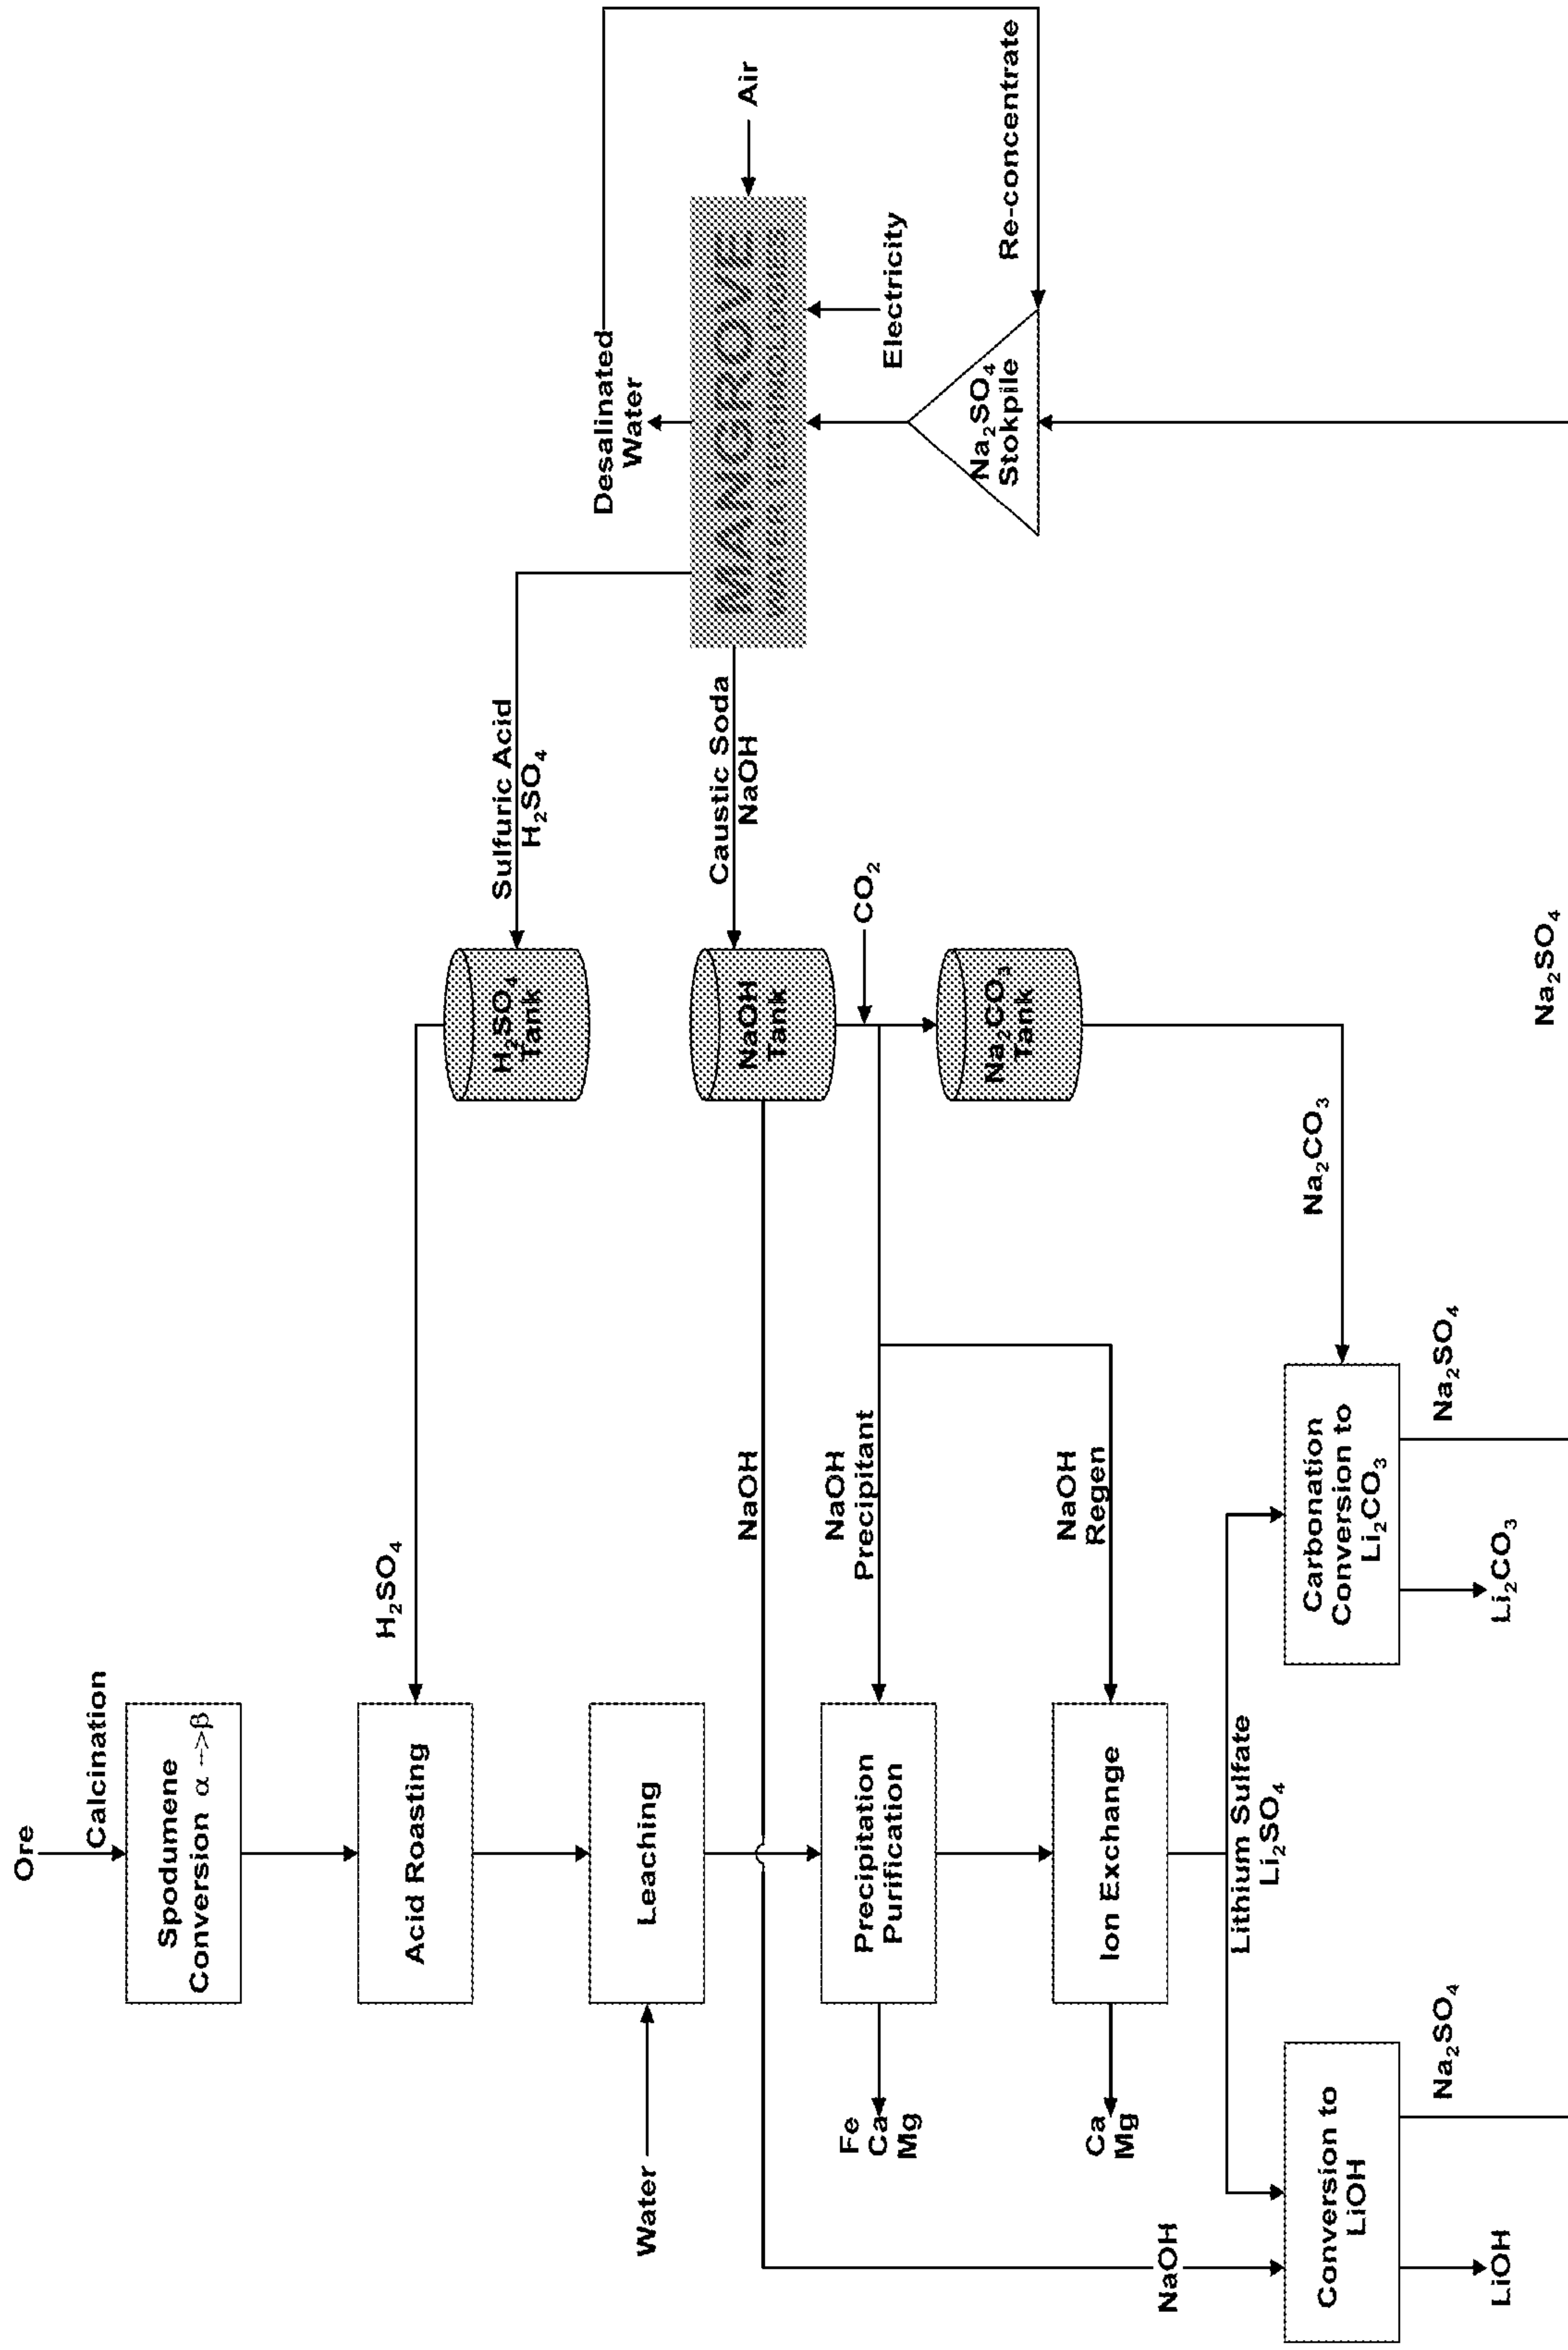 Ore
Calcination
Spodumene
Conversion α -->β
Acid Roasting
H₂SO₄
Leaching
Water
Precipitation
Purification
Fe
Ca
Mg
Ion Exchange
Ca
Mg
NaOH
NaOH
Precipitant
NaOH
Regen
Lithium Sulfate
Li₂SO₄
NaOH
Conversion to
LiOH
LiOH
Na₂SO₄
Carbonation
Conversion to
Li₂CO₃
Li₂CO₃
Na₂SO₄
Na₂CO₃
Na₂SO₄
H₂SO₄
Tank
NaOH
Tank
CO₂
Na₂CO₃
Tank
Sulfuric Acid
H₂SO₄
Caustic Soda
NaOH
MANGROVE
Desalinated
Water
Air
Electricity
Na₂SO₄
Stokpile
Re-concentrate